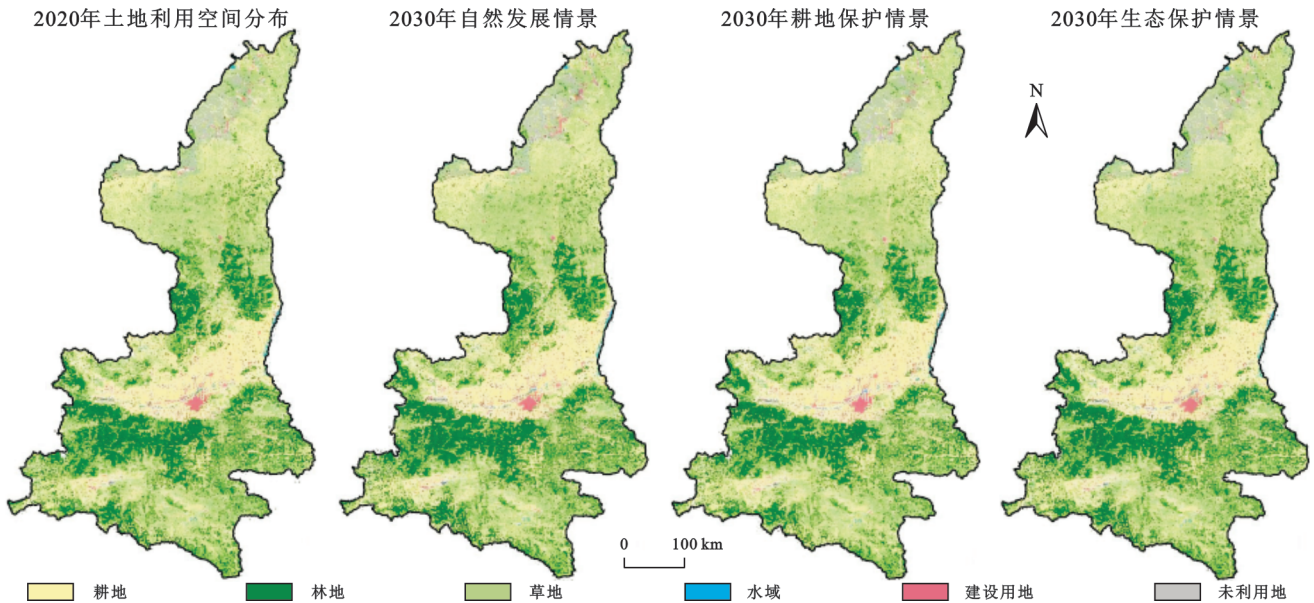 2020年土地利用空间分布
2030年自然发展情景
2030年耕地保护情景
2030年生态保护情景
N
0 100 km
耕地
林地
草地
水域
建设用地
未利用地